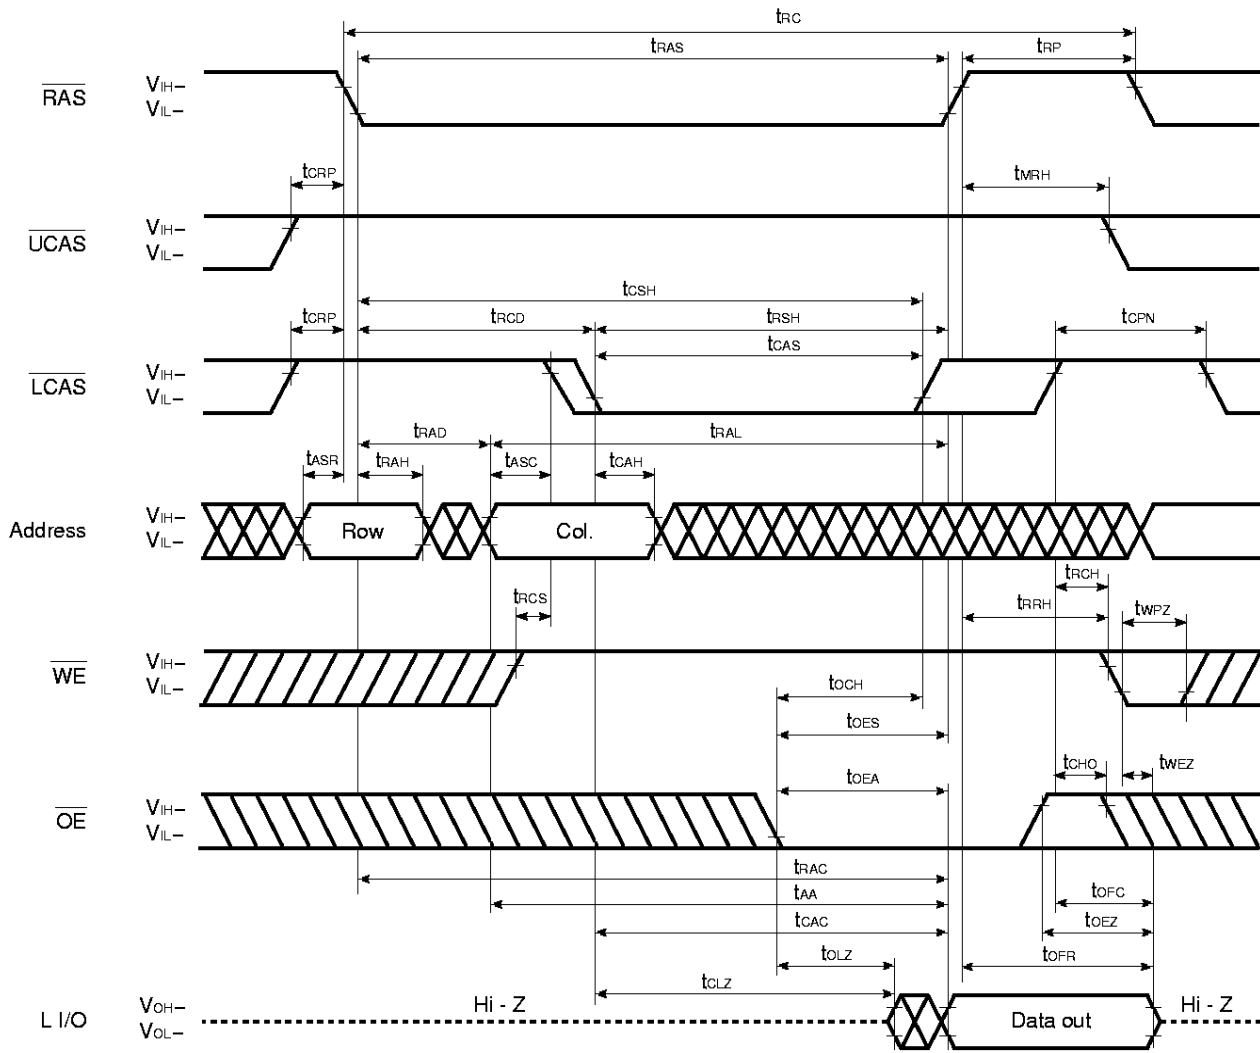 tRC
tRAS tRP
RAS VIH–
VIL–
tCRP tMRH
UCAS VIH–
VIL–
tCSH
tCRP tRCD tRSH tCPN
tCAS
LCAS VIH–
VIL–
tRAD tRAL
tASR tRAH tASC tCAH
Address VIH–
VIL–
Row Col.
tRCH
tRCS tRRH tWPZ
WE VIH–
VIL–
tOCH
tOES
tCHO tWEZ
tOEA
OE VIH–
VIL–
tRAC
tAA tOFC
tCAC tOEZ
tOLZ tOFR
tCLZ
L I/O VOH–
VOL–
Hi - Z Data out Hi - Z